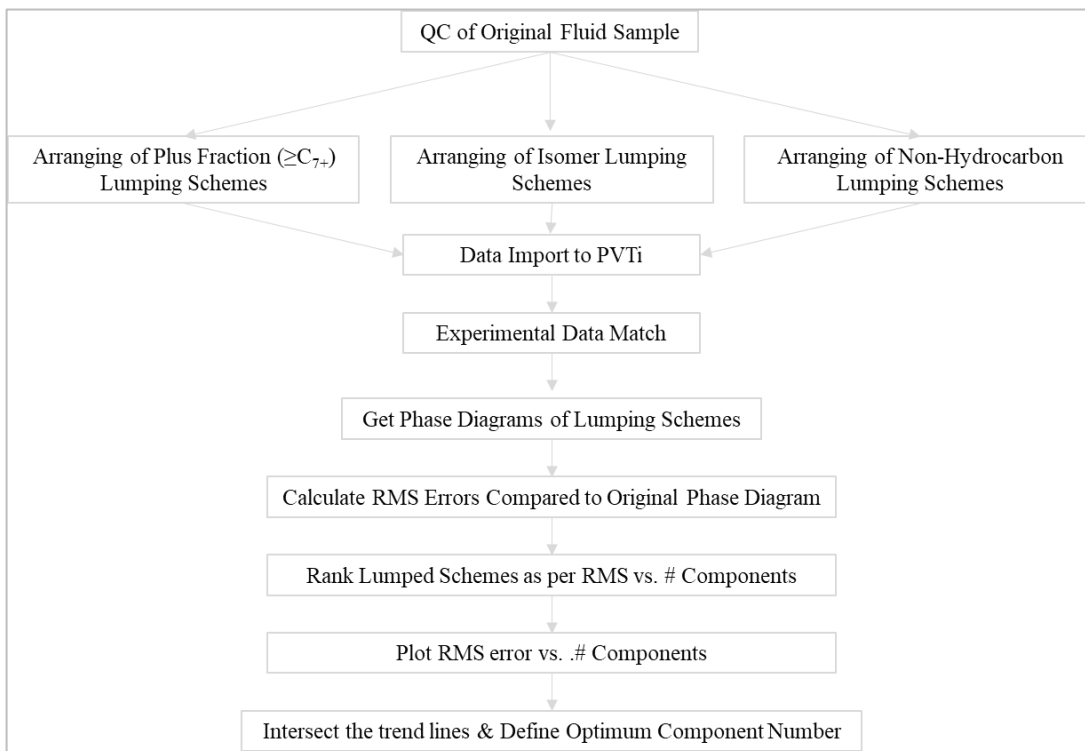 QC of Original Fluid Sample
Arranging of Plus Fraction (≥C₇₊)
Lumping Schemes
Arranging of Isomer Lumping
Schemes
Arranging of Non-Hydrocarbon
Lumping Schemes
Data Import to PVTi
Experimental Data Match
Get Phase Diagrams of Lumping Schemes
Calculate RMS Errors Compared to Original Phase Diagram
Rank Lumped Schemes as per RMS vs. # Components
Plot RMS error vs. .# Components
Intersect the trend lines & Define Optimum Component Number